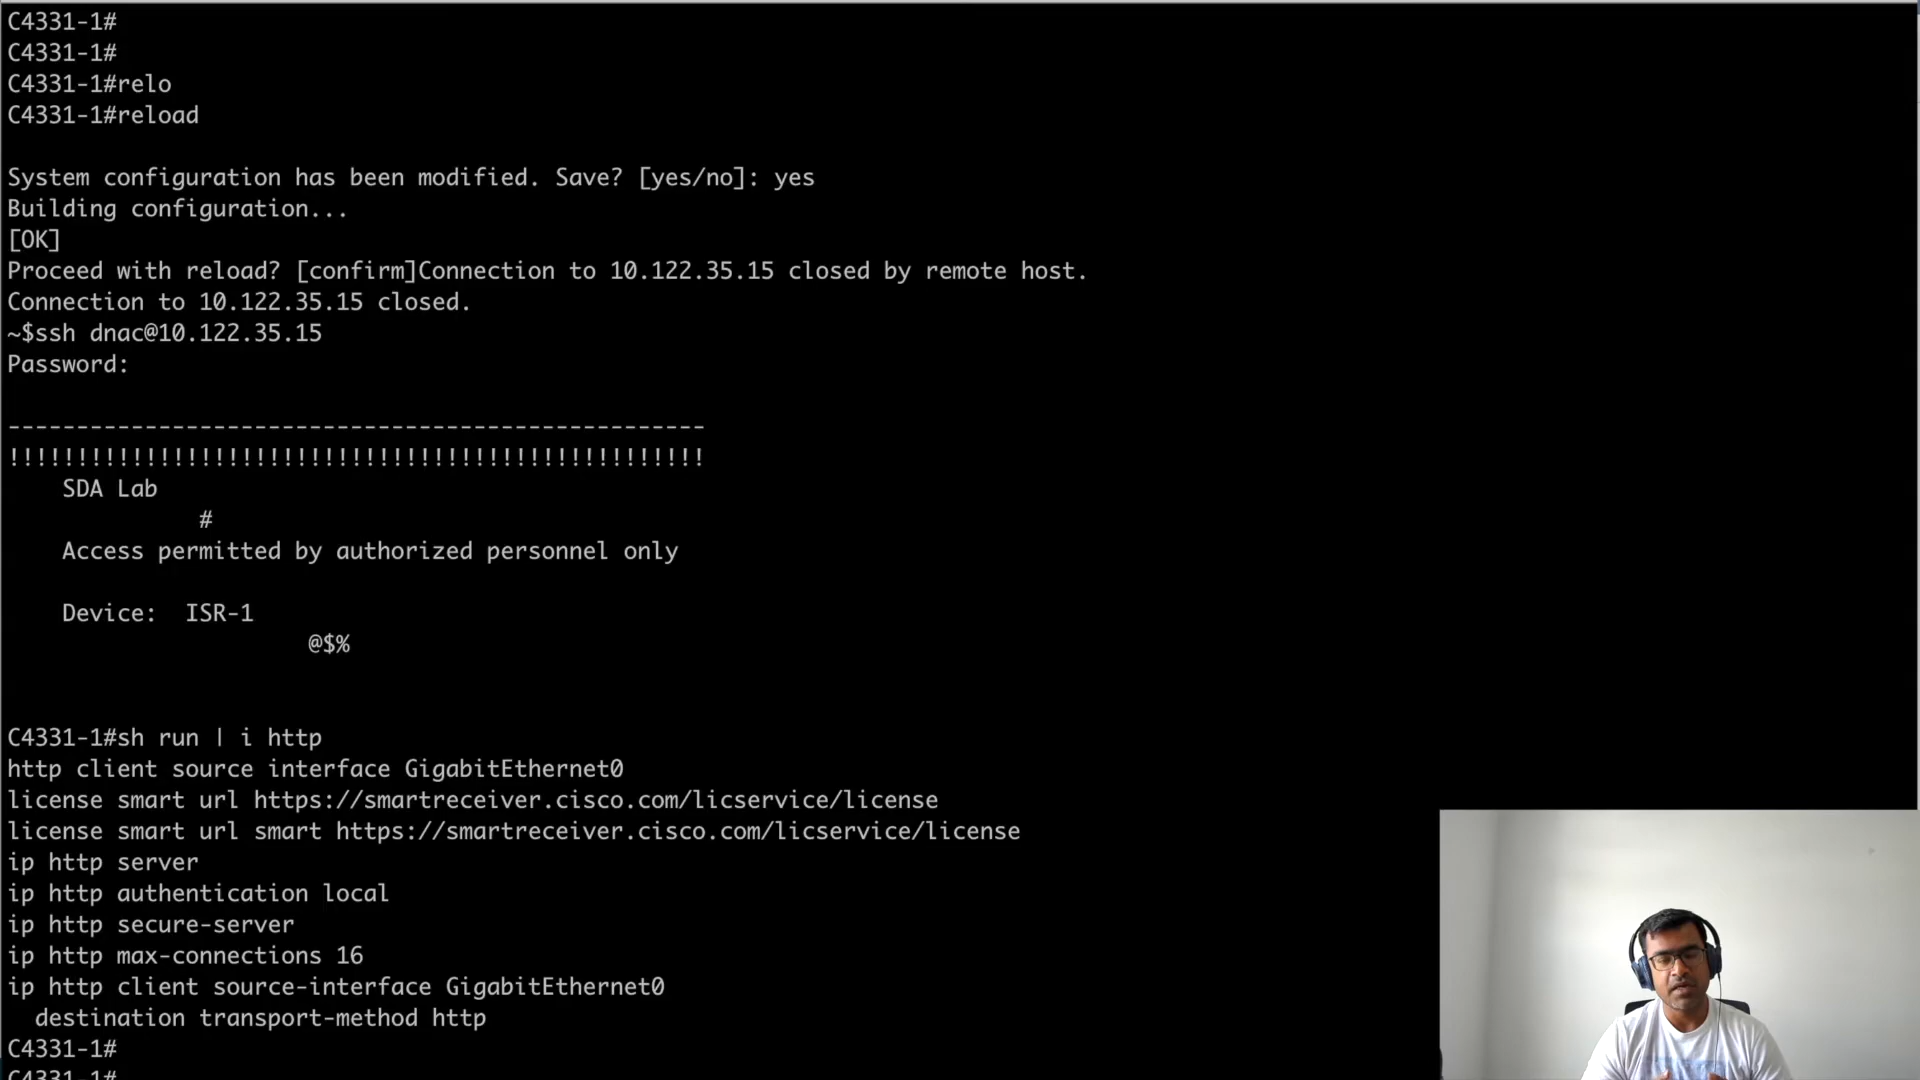 C4331-1#
C4331-1#
C4331-1#relo
C4331-1#reload
System configuration has been modified. Save? [yes/no]: yes
Building configuration...
[OK]
Proceed with reload? [confirm]Connection to 10.122.35.15 closed by remote host.
Connection to 10.122.35.15 closed.
~$ssh dnac@10.122.35.15
Password:
---------------------------------------------------
!!!!!!!!!!!!!!!!!!!!!!!!!!!!!!!!!!!!!!!!!!!!!!!!!!!
SDA Lab
#
Access permitted by authorized personnel only
Device:  ISR-1
@$%
C4331-1#sh run | i http
http client source interface GigabitEthernet0
license smart url https://smartreceiver.cisco.com/licservice/license
license smart url smart https://smartreceiver.cisco.com/licservice/license
ip http server
ip http authentication local
ip http secure-server
ip http max-connections 16
ip http client source-interface GigabitEthernet0
destination transport-method http
C4331-1#
C4331-1#